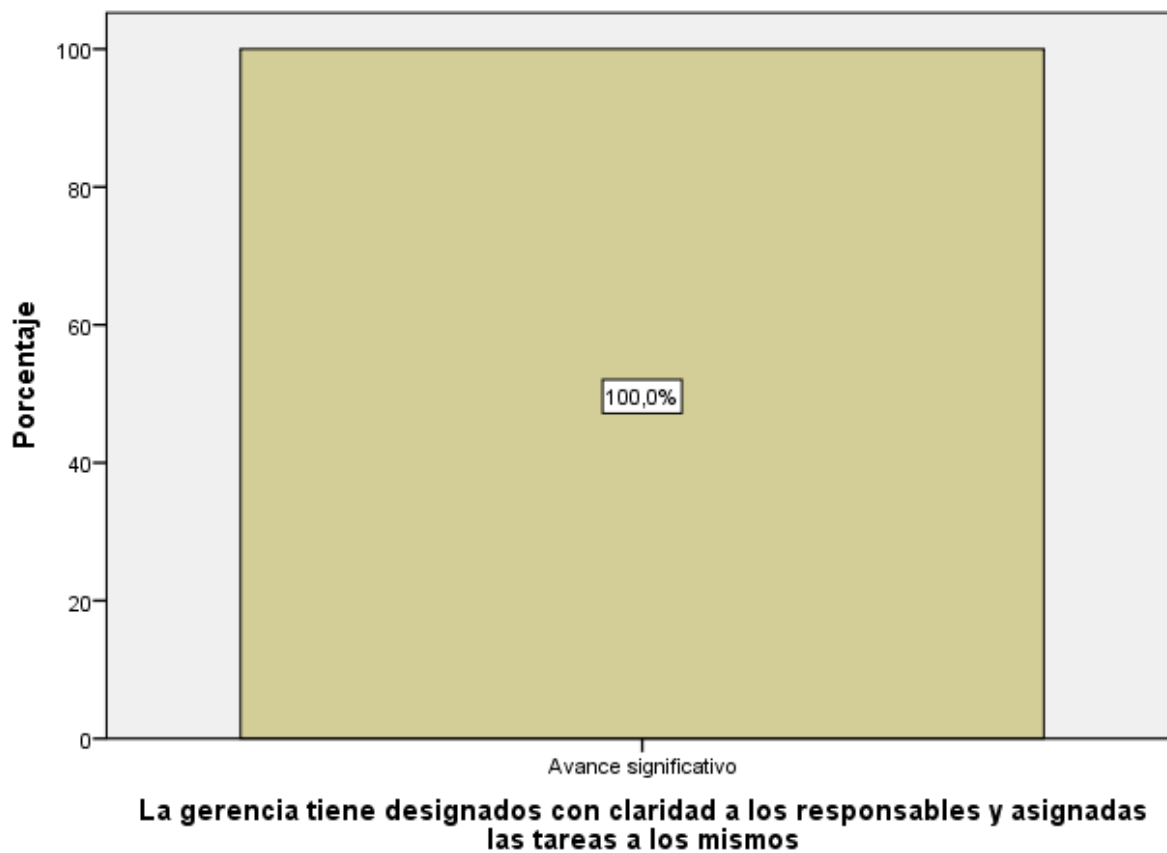 100
80
60
40
20
0
Porcentaje
100,0%
Avance significativo
La gerencia tiene designados con claridad a los responsables y asignadas
las tareas a los mismos